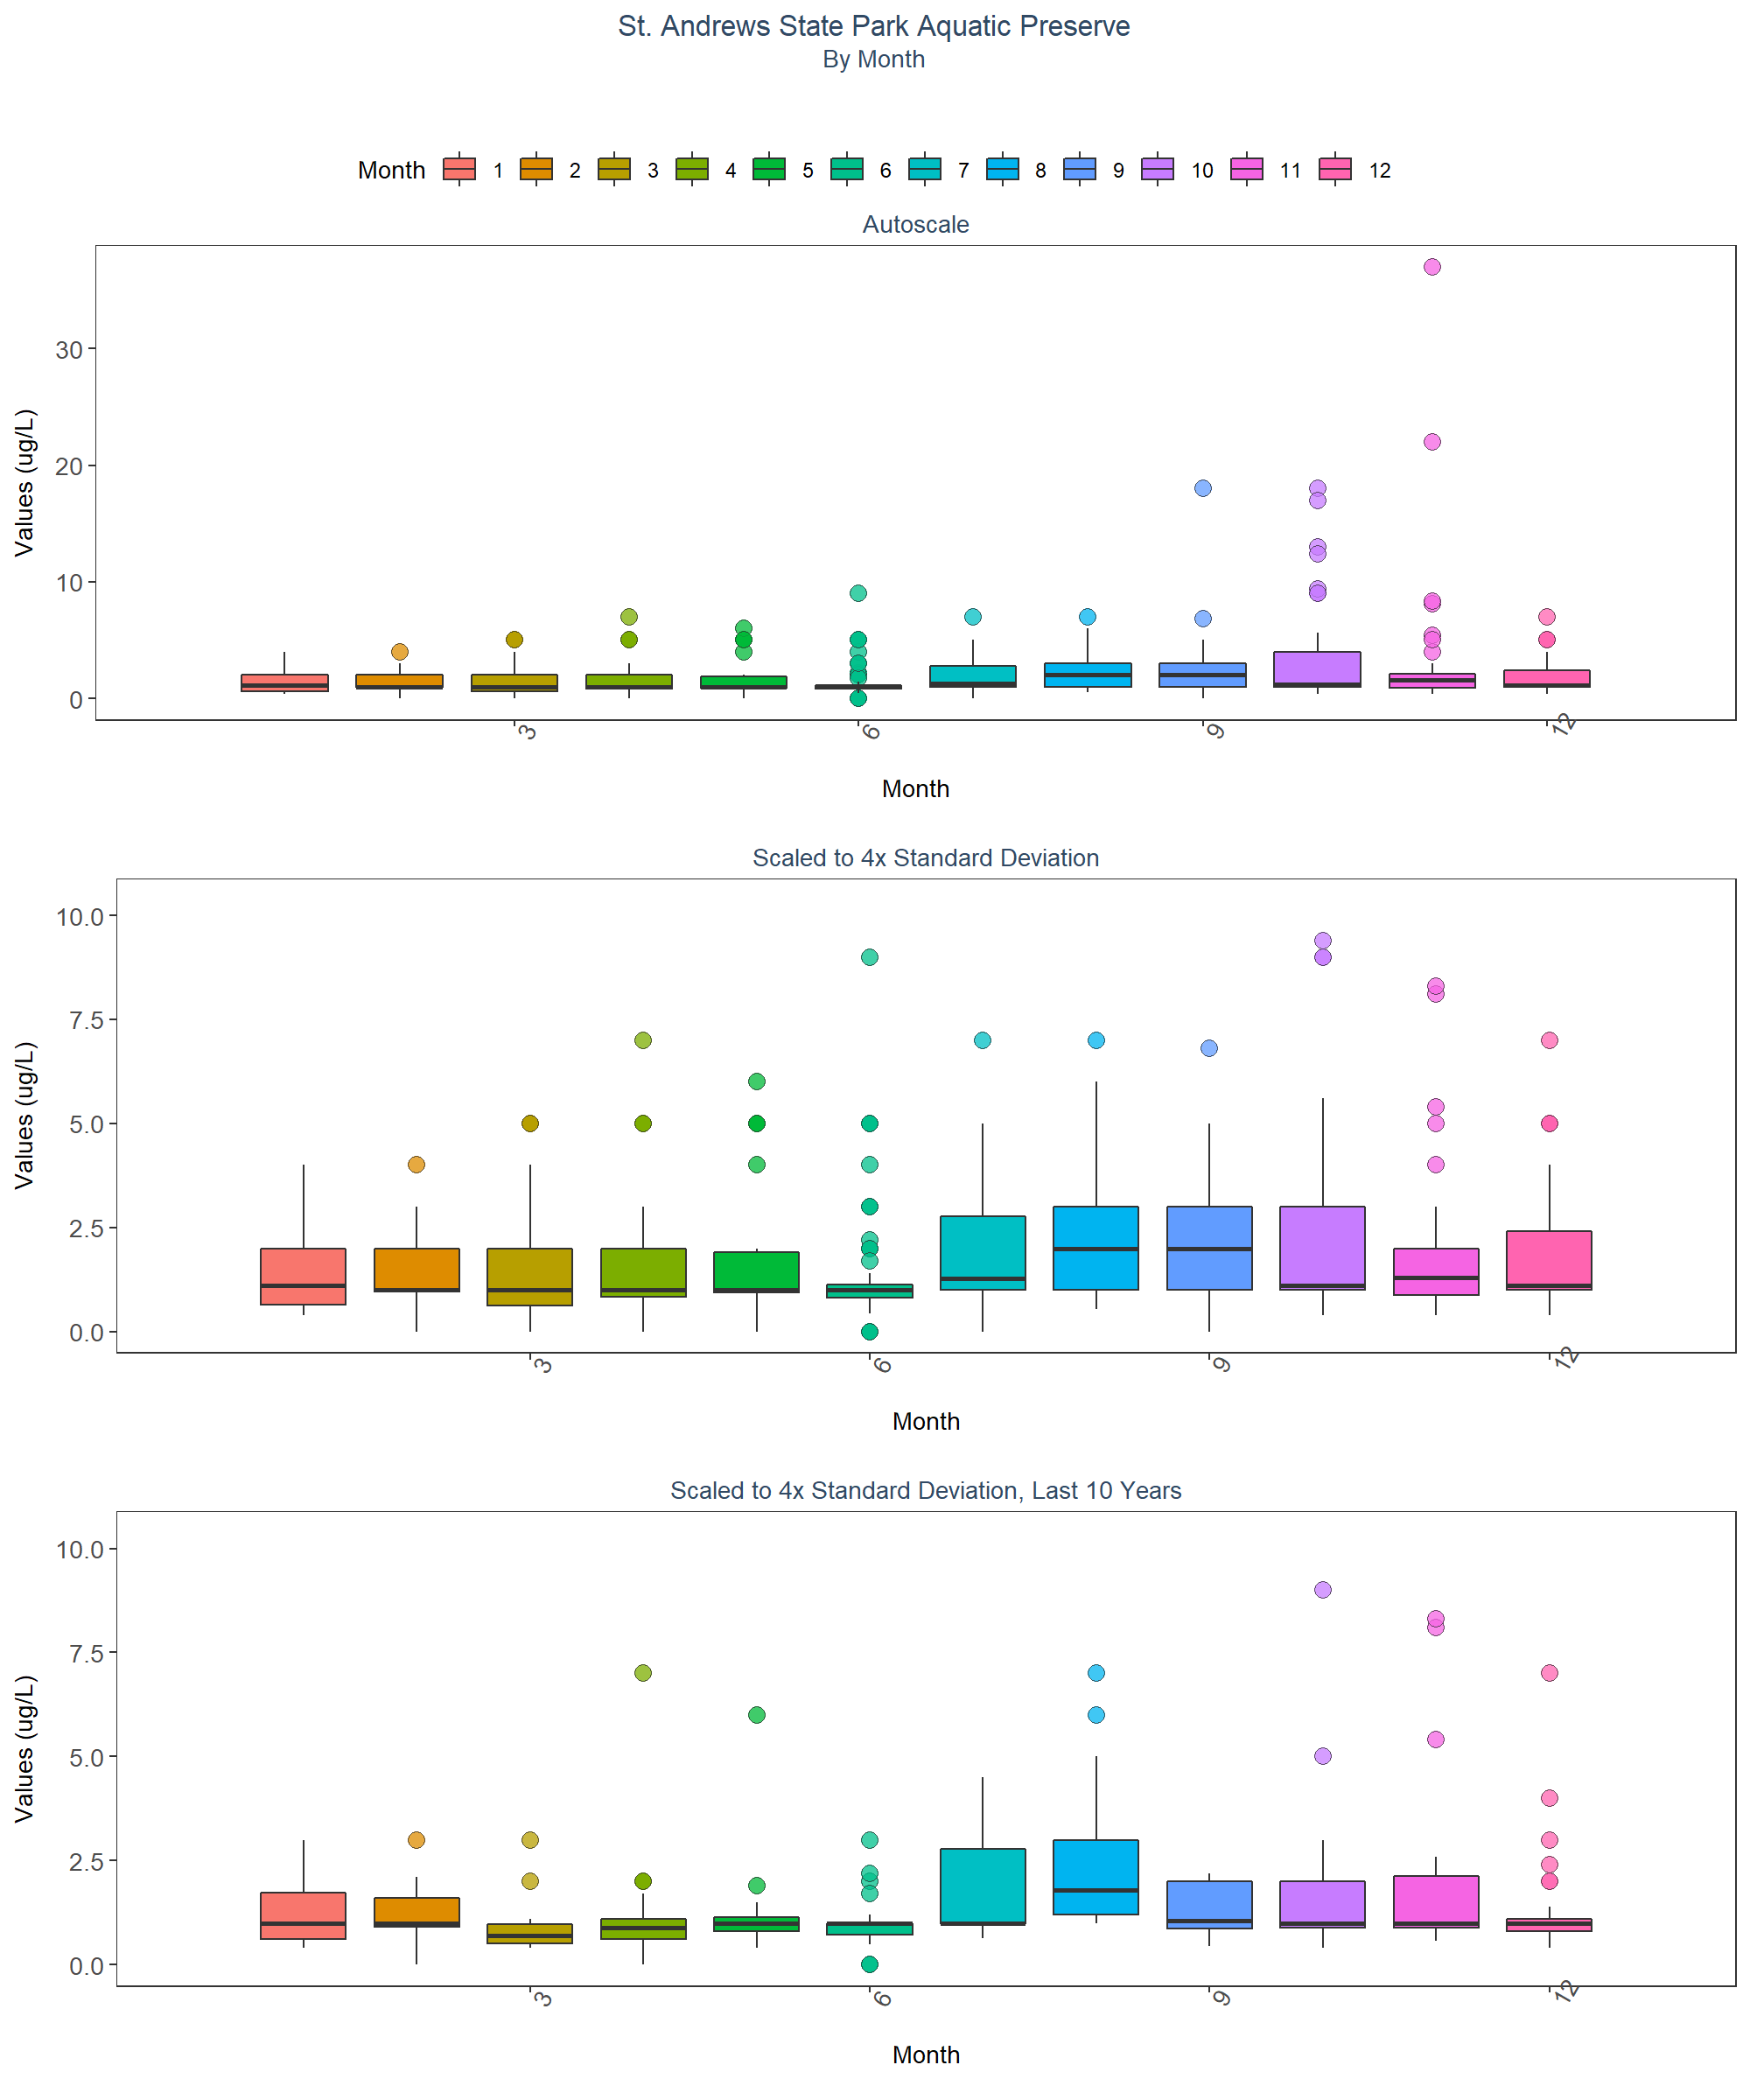 St. Andrews State Park Aquatic Preserve
By Month
Month 1 2 3 4 5 6 7 8 9 10 11 12
Autoscale
Values (ug/L)
30
20
10
0
3 6 9 12
Month
Scaled to 4x Standard Deviation
Values (ug/L)
10.0
7.5
5.0
2.5
0.0
3 6 9 12
Month
Scaled to 4x Standard Deviation, Last 10 Years
Values (ug/L)
10.0
7.5
5.0
2.5
0.0
3 6 9 12
Month